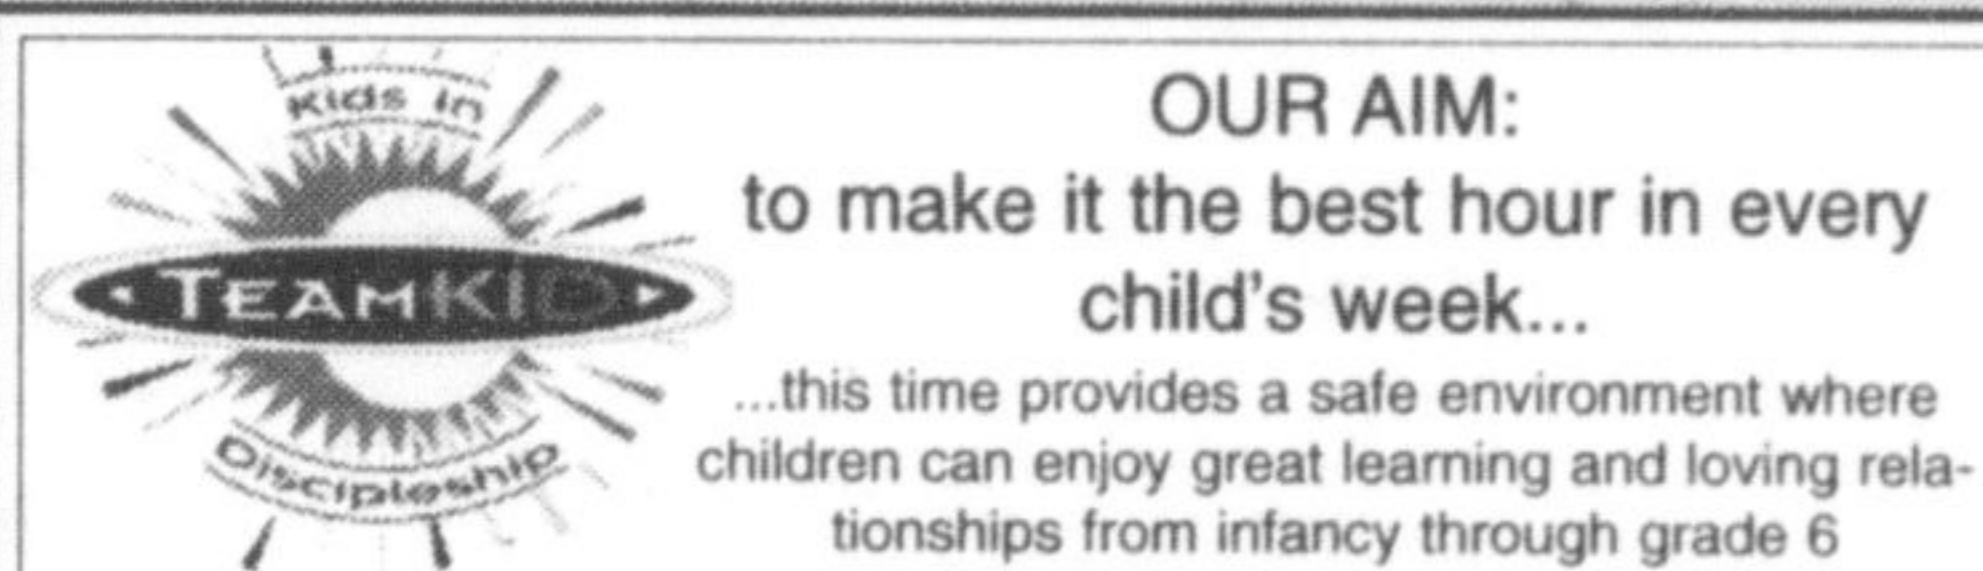 Kids in
TEAMKID
Discipleship
OUR AIM:
to make it the best hour in every
child's week...
...this time provides a safe environment where
children can enjoy great learning and loving rela-
tionships from infancy through grade 6